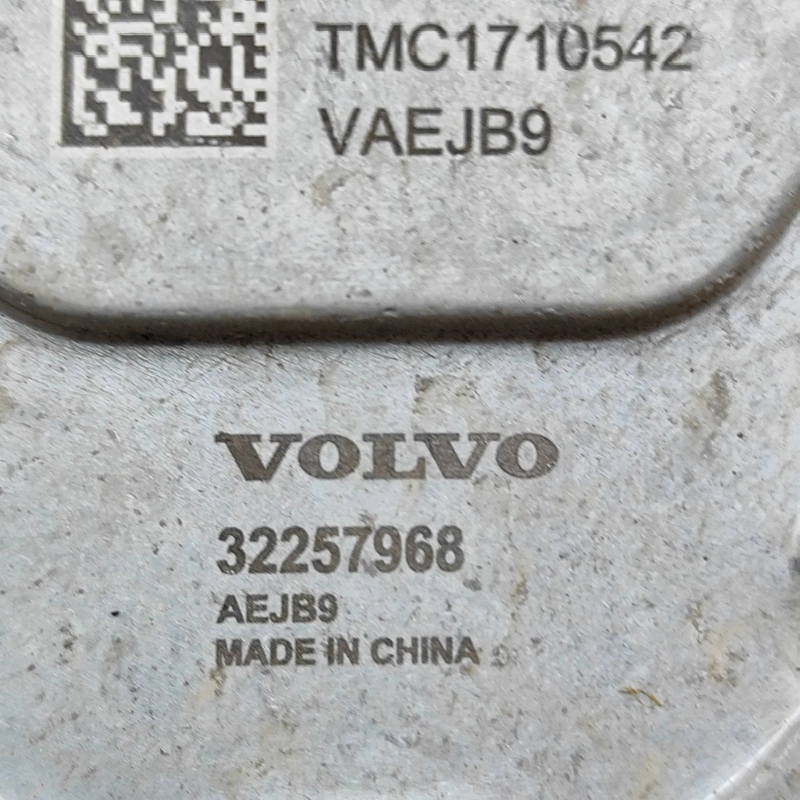 TMC1710542
VAEJB9
VOLVO
32257968
AEJB9
MADE IN CHINA